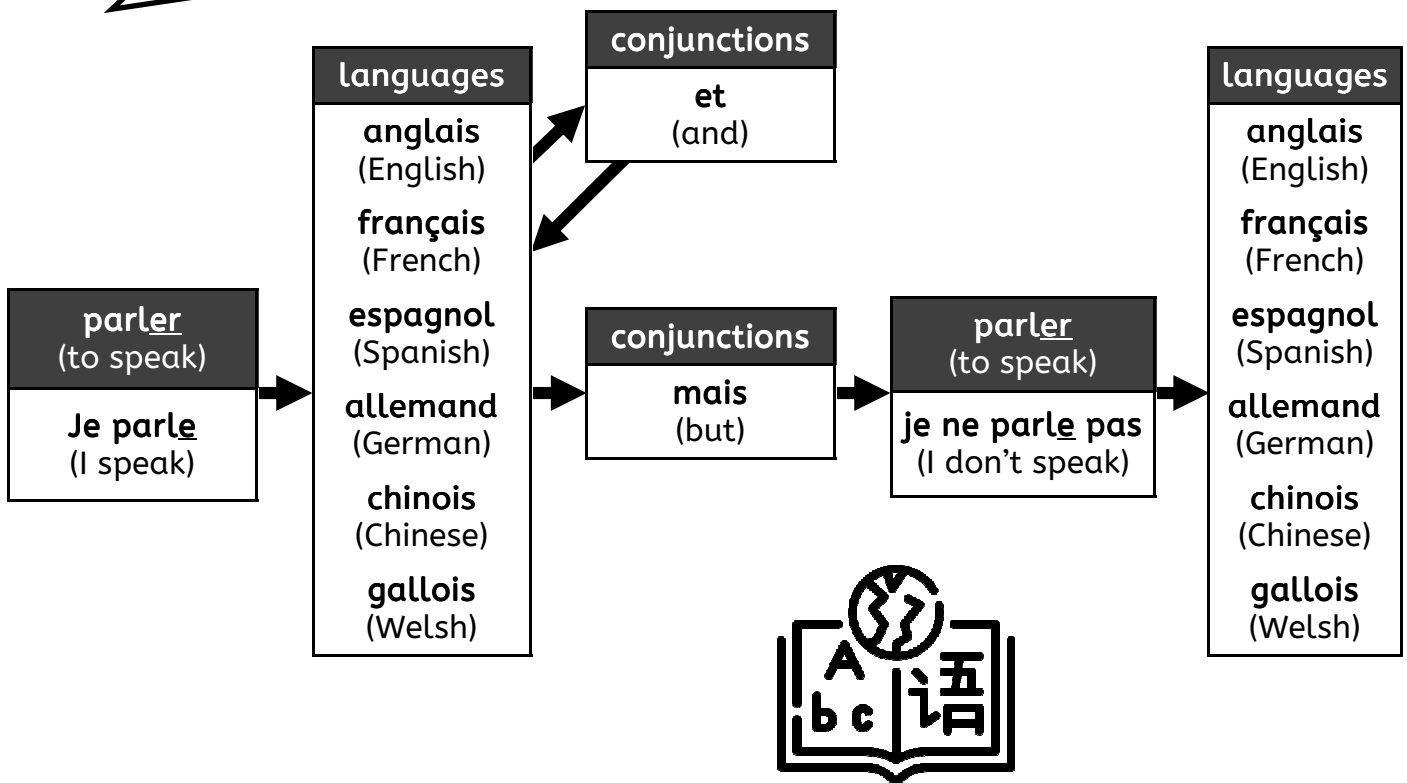 parler
(to speak)
Je parle
(I speak)
languages
anglais
(English)
français
(French)
espagnol
(Spanish)
allemand
(German)
chinois
(Chinese)
gallois
(Welsh)
conjunctions
et
(and)
conjunctions
mais
(but)
parler
(to speak)
je ne parle pas
(I don't speak)
languages
anglais
(English)
français
(French)
espagnol
(Spanish)
allemand
(German)
chinois
(Chinese)
gallois
(Welsh)
A
b c
语